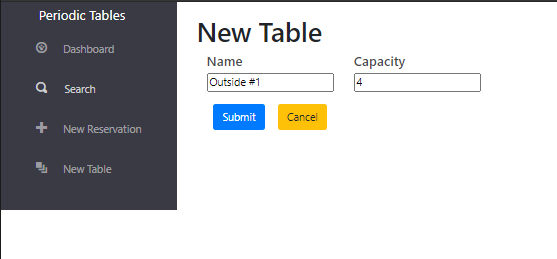 Periodic Tables
Dashboard
Search
New Reservation
New Table
New Table
Name Capacity
Outside #1 4
Submit Cancel